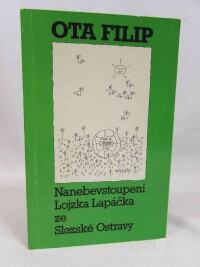 OTA FILIP
Nanebevstoupení
Lojzka Lapáčka
ze
Slezské Ostravy